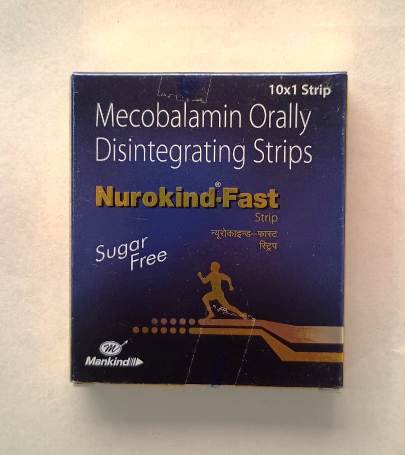 10x1 Strip
Mecobalamin Orally
Disintegrating Strips
Nurokind®-Fast
Strip
न्यूरोकाइन्ड-फास्ट
स्ट्रिप
Sugar
Free
Mankind